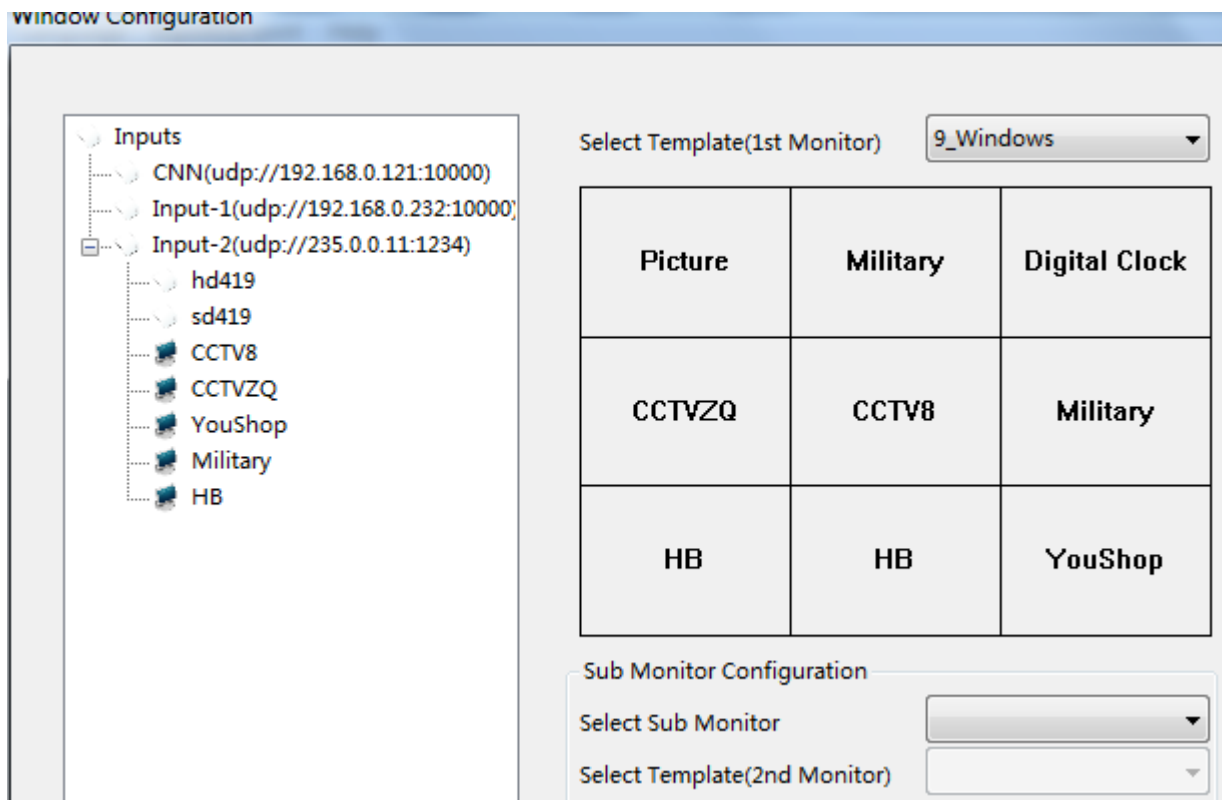 Window Configuration
Inputs
CNN(udp://192.168.0.121:10000)
Input-1(udp://192.168.0.232:10000)
Input-2(udp://235.0.0.11:1234)
hd419
sd419
CCTV8
CCTVZQ
YouShop
Military
HB
Select Template(1st Monitor) 9_Windows
Picture Military Digital Clock
CCTVZQ CCTV8 Military
HB HB YouShop
Sub Monitor Configuration
Select Sub Monitor
Select Template(2nd Monitor)